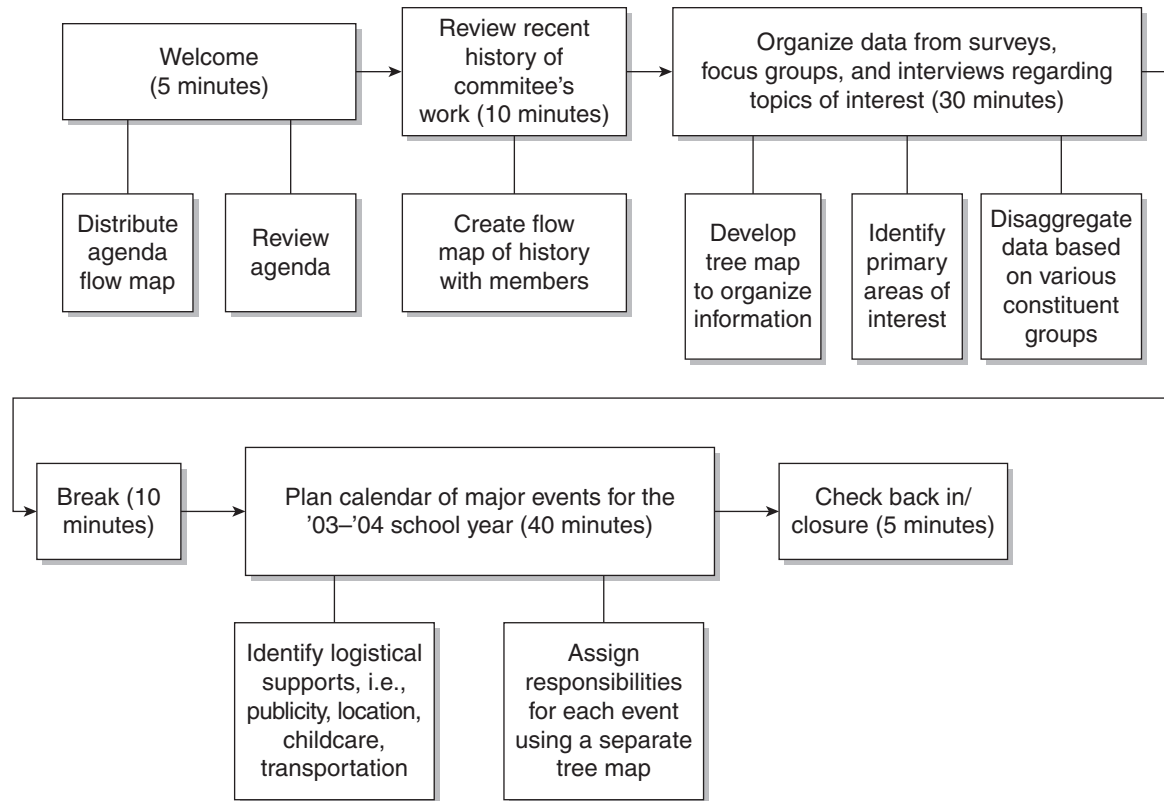 Welcome
(5 minutes)
Review recent
history of
commitee's
work (10 minutes)
Organize data from surveys,
focus groups, and interviews regarding
topics of interest (30 minutes)
Distribute
agenda
flow map
Review
agenda
Create flow
map of history
with members
Develop
tree map
to organize
information
Identify
primary
areas of
interest
Disaggregate
data based
on various
constituent
groups
Break (10
minutes)
Plan calendar of major events for the
’03–’04 school year (40 minutes)
Check back in/
closure (5 minutes)
Identify logistical
supports, i.e.,
publicity, location,
childcare,
transportation
Assign
responsibilities
for each event
using a separate
tree map